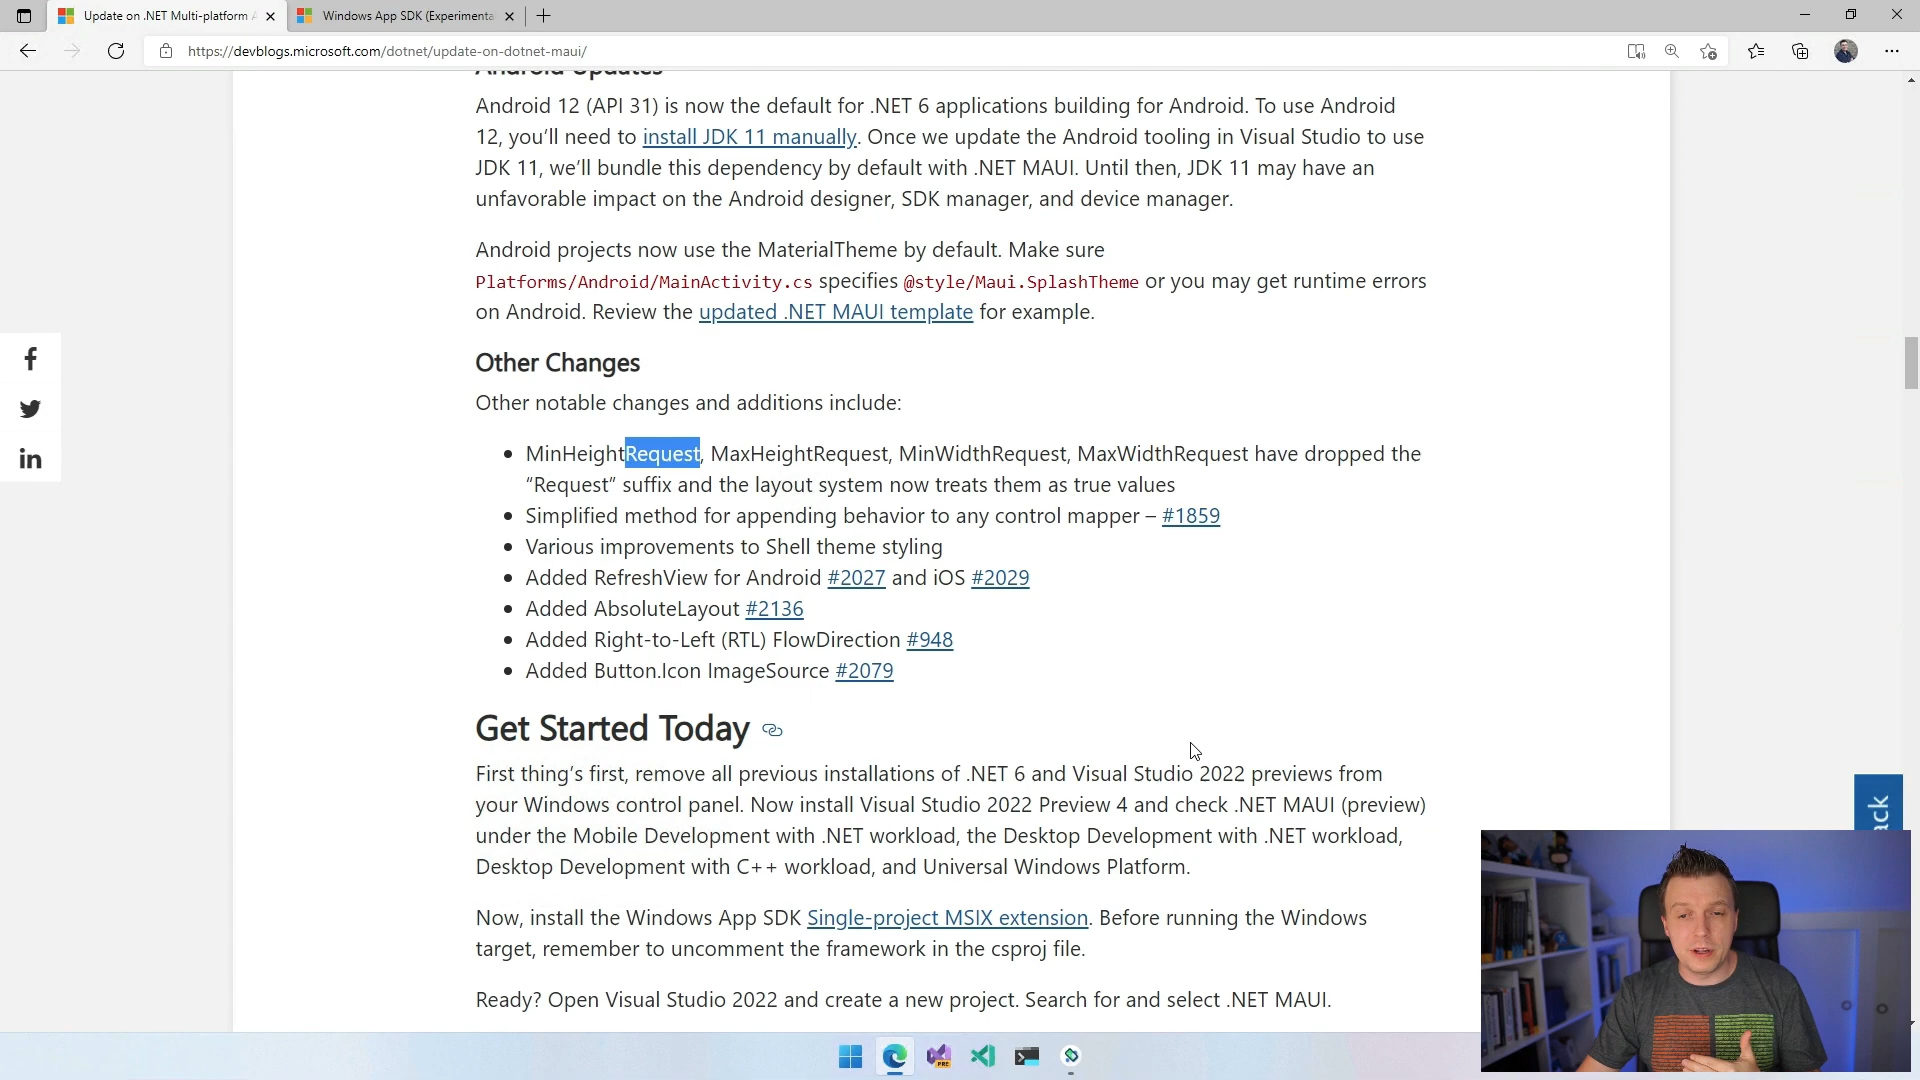 Update on .NET Multi-platform A
Windows App SDK (Experimenta
https://devblogs.microsoft.com/dotnet/update-on-dotnet-maui/
Android Updates
Android 12 (API 31) is now the default for .NET 6 applications building for Android. To use Android
12, you’ll need to install JDK 11 manually. Once we update the Android tooling in Visual Studio to use
JDK 11, we’ll bundle this dependency by default with .NET MAUI. Until then, JDK 11 may have an
unfavorable impact on the Android designer, SDK manager, and device manager.
Android projects now use the MaterialTheme by default. Make sure
Platforms/Android/MainActivity.cs specifies @style/Maui.SplashTheme or you may get runtime errors
on Android. Review the updated .NET MAUI template for example.
Other Changes
Other notable changes and additions include:
• MinHeightRequest, MaxHeightRequest, MinWidthRequest, MaxWidthRequest have dropped the
“Request” suffix and the layout system now treats them as true values
• Simplified method for appending behavior to any control mapper – #1859
• Various improvements to Shell theme styling
• Added RefreshView for Android #2027 and iOS #2029
• Added AbsoluteLayout #2136
• Added Right-to-Left (RTL) FlowDirection #948
• Added Button.Icon ImageSource #2079
Get Started Today
First thing’s first, remove all previous installations of .NET 6 and Visual Studio 2022 previews from
your Windows control panel. Now install Visual Studio 2022 Preview 4 and check .NET MAUI (preview)
under the Mobile Development with .NET workload, the Desktop Development with .NET workload,
Desktop Development with C++ workload, and Universal Windows Platform.
Now, install the Windows App SDK Single-project MSIX extension. Before running the Windows
target, remember to uncomment the framework in the csproj file.
Ready? Open Visual Studio 2022 and create a new project. Search for and select .NET MAUI.
ack
PRE